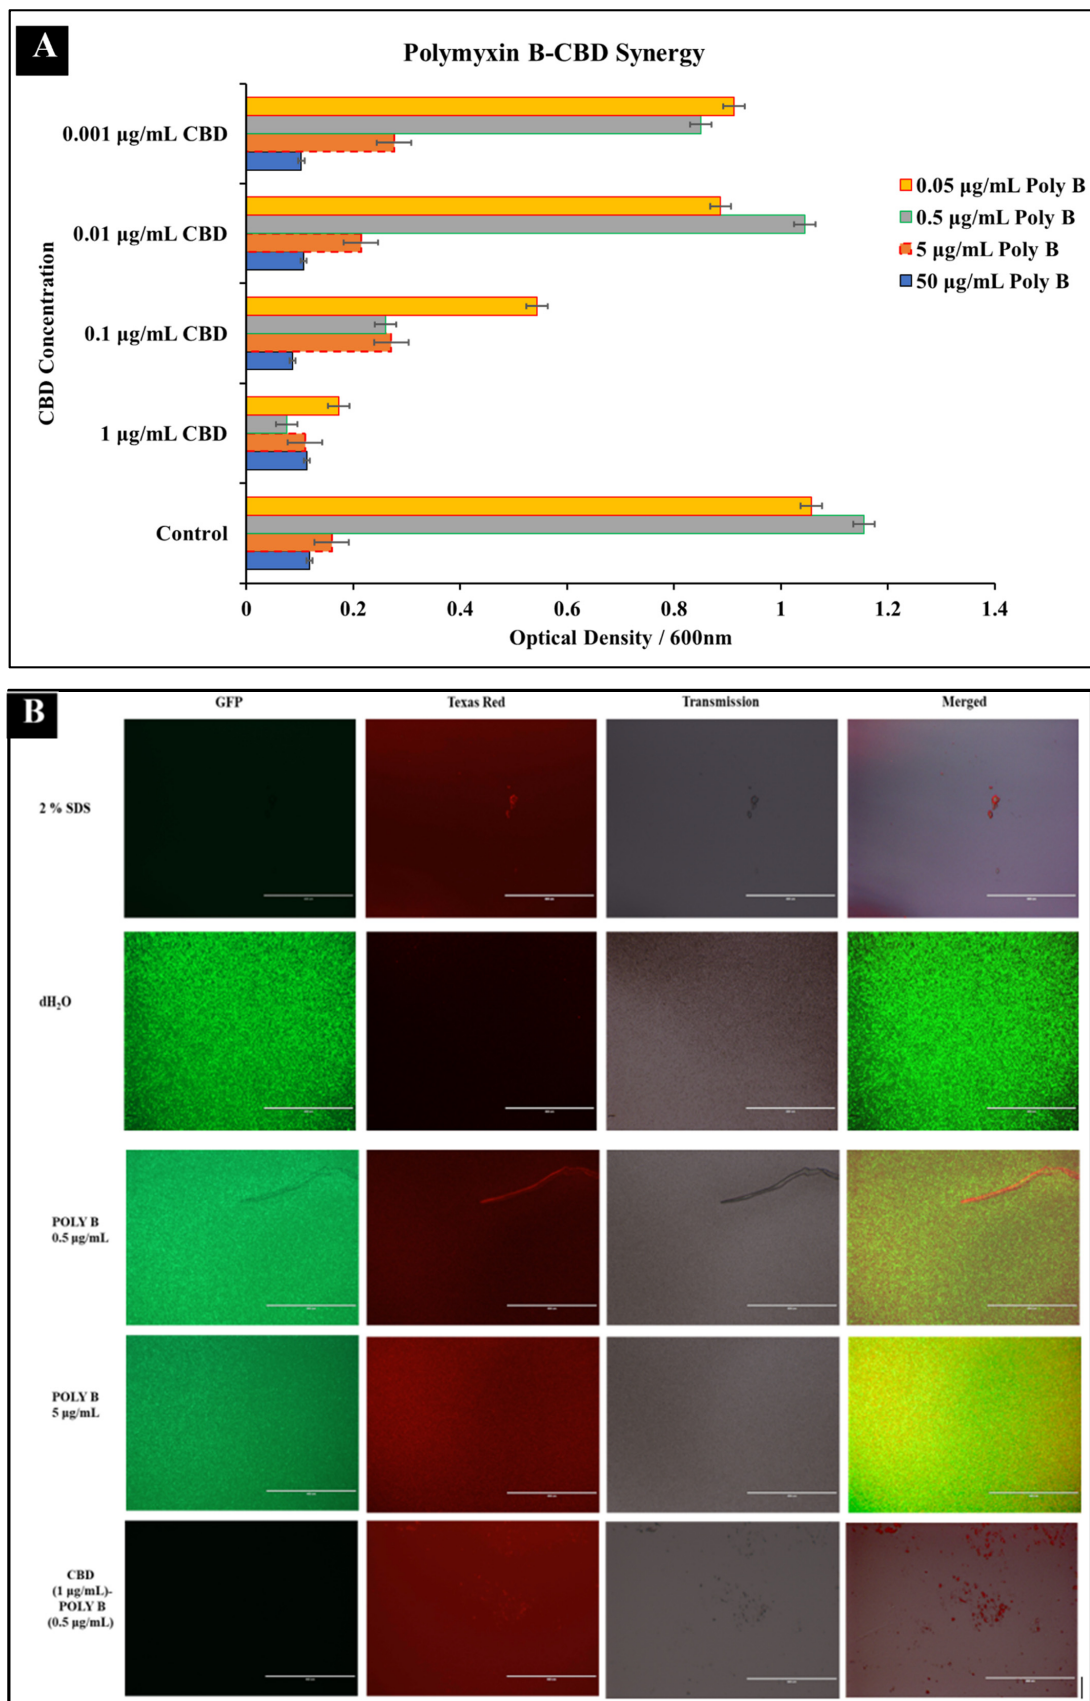 A
Polymyxin B-CBD Synergy
0.001 µg/mL CBD
0.01 µg/mL CBD
0.1 µg/mL CBD
1 µg/mL CBD
Control
CBD Concentration
0.05 µg/mL Poly B
0.5 µg/mL Poly B
5 µg/mL Poly B
50 µg/mL Poly B
0 0.2 0.4 0.6 0.8 1 1.2 1.4
Optical Density / 600nm
B
GFP Texas Red Transmission Merged
2 % SDS
dH₂O
POLY B
0.5 µg/mL
POLY B
5 µg/mL
CBD
(1 µg/mL)-
POLY B
(0.5 µg/mL)